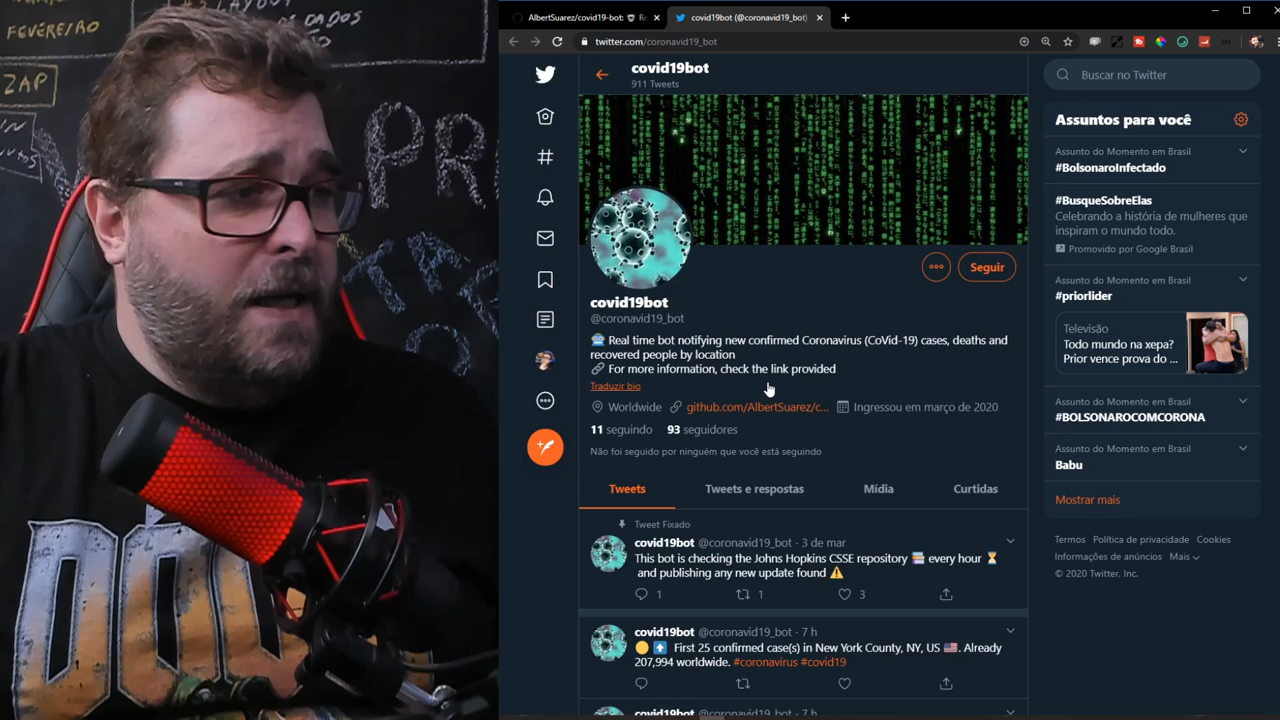 FEVEREIRO
ZAP
AlbertSuarez/covid19-bot:
covid19bot (@coronavid19_bot)
twitter.com/coronavid19_bot
covid19bot
911 Tweets
Seguir
covid19bot
@coronavid19_bot
Real time bot notifying new confirmed Coronavirus (CoVid-19) cases, deaths and
recovered people by location
For more information, check the link provided
Traduzir bio
Worldwide github.com/AlbertSuarez/c... Ingressou em março de 2020
11 seguindo 93 seguidores
Não foi seguido por ninguém que você está seguindo
Tweets Tweets e respostas Mídia Curtidas
Tweet Fixado
covid19bot @coronavid19_bot · 3 de mar
This bot is checking the Johns Hopkins CSSE repository 📚 every hour ⏳
and publishing any new update found ⚠️
1 1 3
covid19bot @coronavid19_bot · 7 h
🟡 ⬆️ First 25 confirmed case(s) in New York County, NY, US 🇺🇸. Already
207,994 worldwide. #coronavirus #covid19
covid19bot @coronavid19_bot · 7 h
Buscar no Twitter
Assuntos para você
Assunto do Momento em Brasil
#BolsonaroInfectado
#BusqueSobreElas
Celebrando a história de mulheres que
inspiram o mundo todo.
Promovido por Google Brasil
Assunto do Momento em Brasil
#priorlider
Televisão
Todo mundo na xepa?
Prior vence prova do ...
Assunto do Momento em Brasil
#BOLSONAROCOMCORONA
Assunto do Momento em Brasil
Babu
Mostrar mais
Termos Política de privacidade Cookies
Informações de anúncios Mais
© 2020 Twitter, Inc.